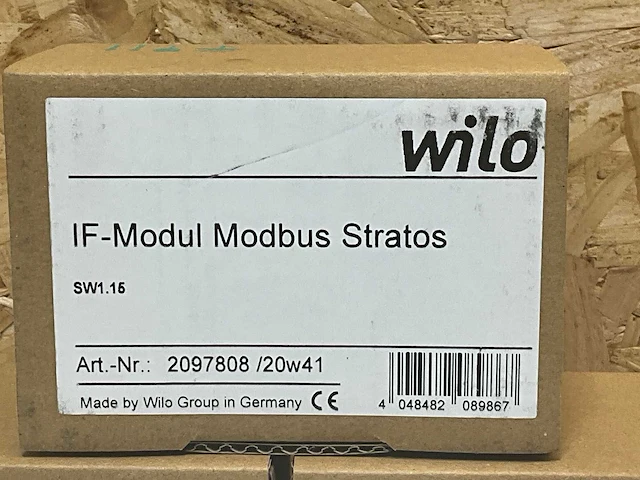 wilo
IF-Modul Modbus Stratos
SW1.15
Art.-Nr.: 2097808 /20w41
Made by Wilo Group in Germany CE
4 048482 089867